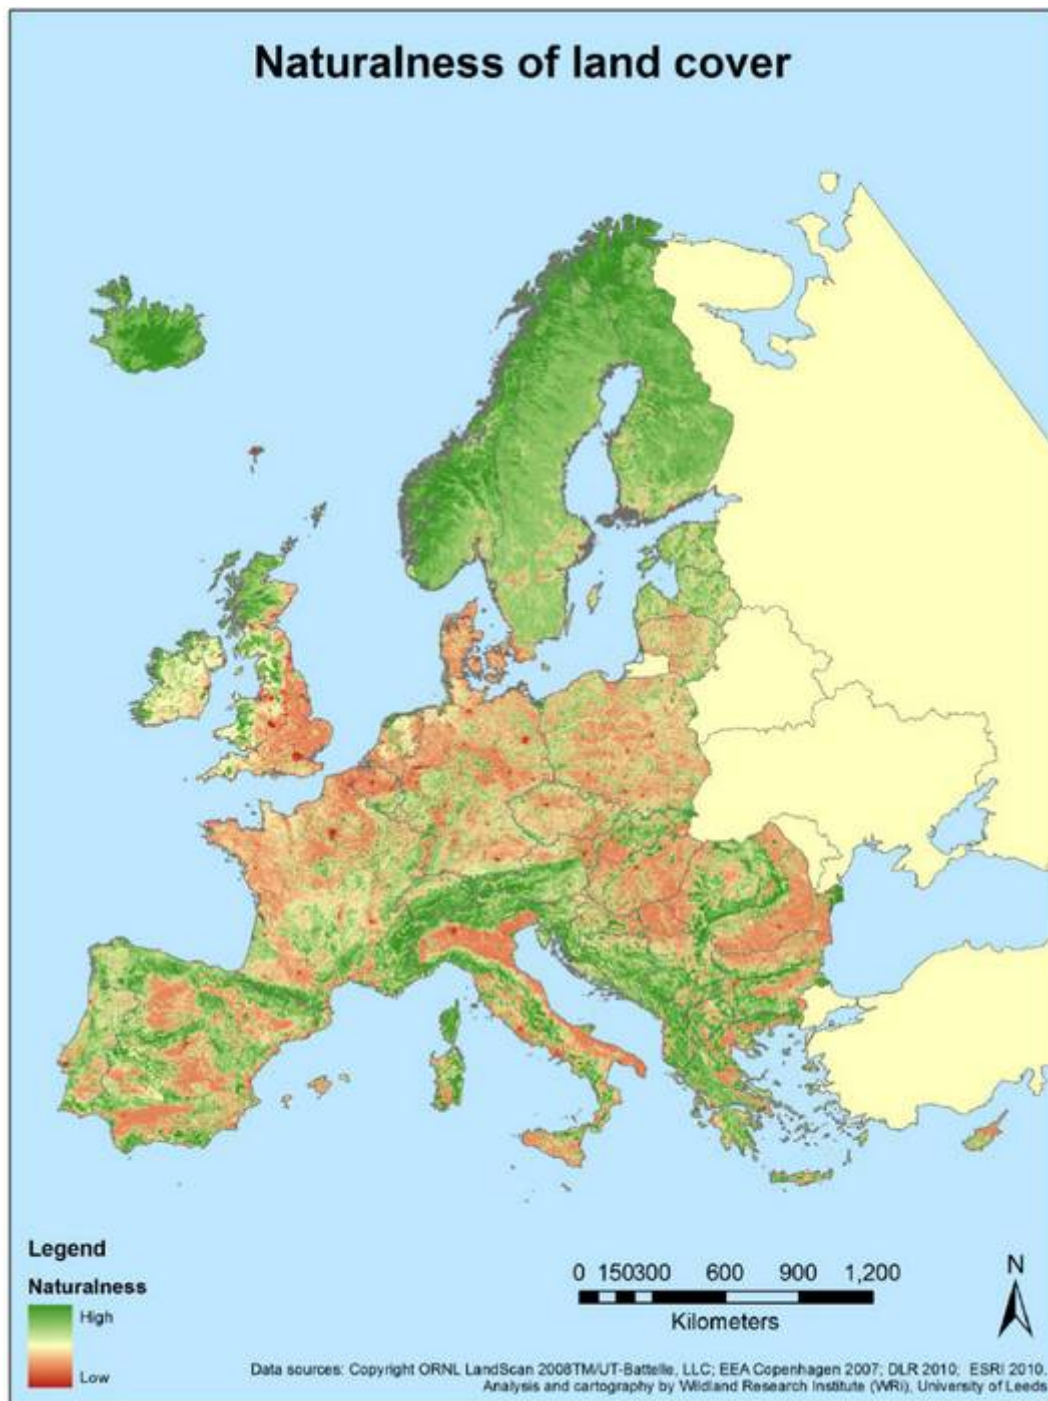 Naturalness of land cover
Legend
Naturalness
High
Low
0 150300 600 900 1,200
Kilometers
N
Data sources: Copyright ORNL LandScan 2008TM/UT-Battelle, LLC; EEA Copenhagen 2007; DLR 2010; ESRI 2010.
Analysis and cartography by Wildland Research Institute (WRi), University of Leeds